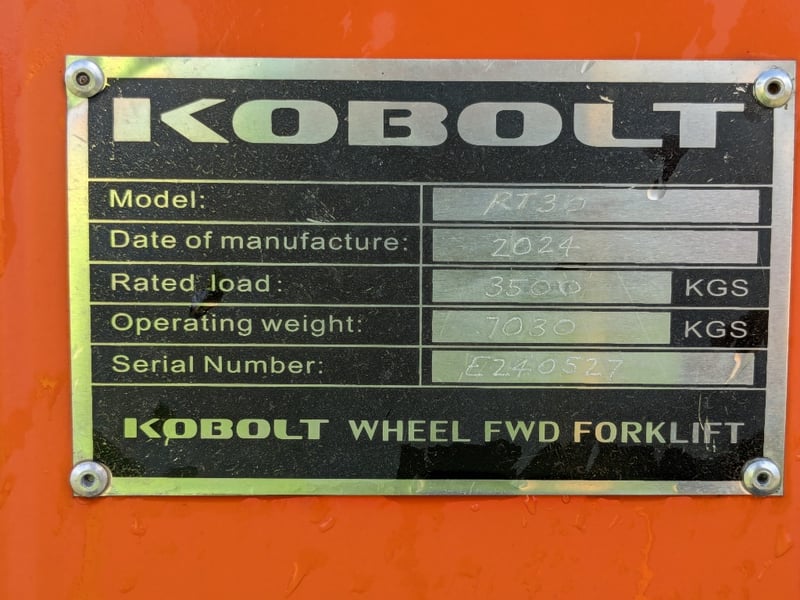 KOBOLT
Model: RT30
Date of manufacture: 2024
Rated load: 3500 KGS
Operating weight: 7030 KGS
Serial Number: E240527
KOBOLT WHEEL FWD FORKLIFT